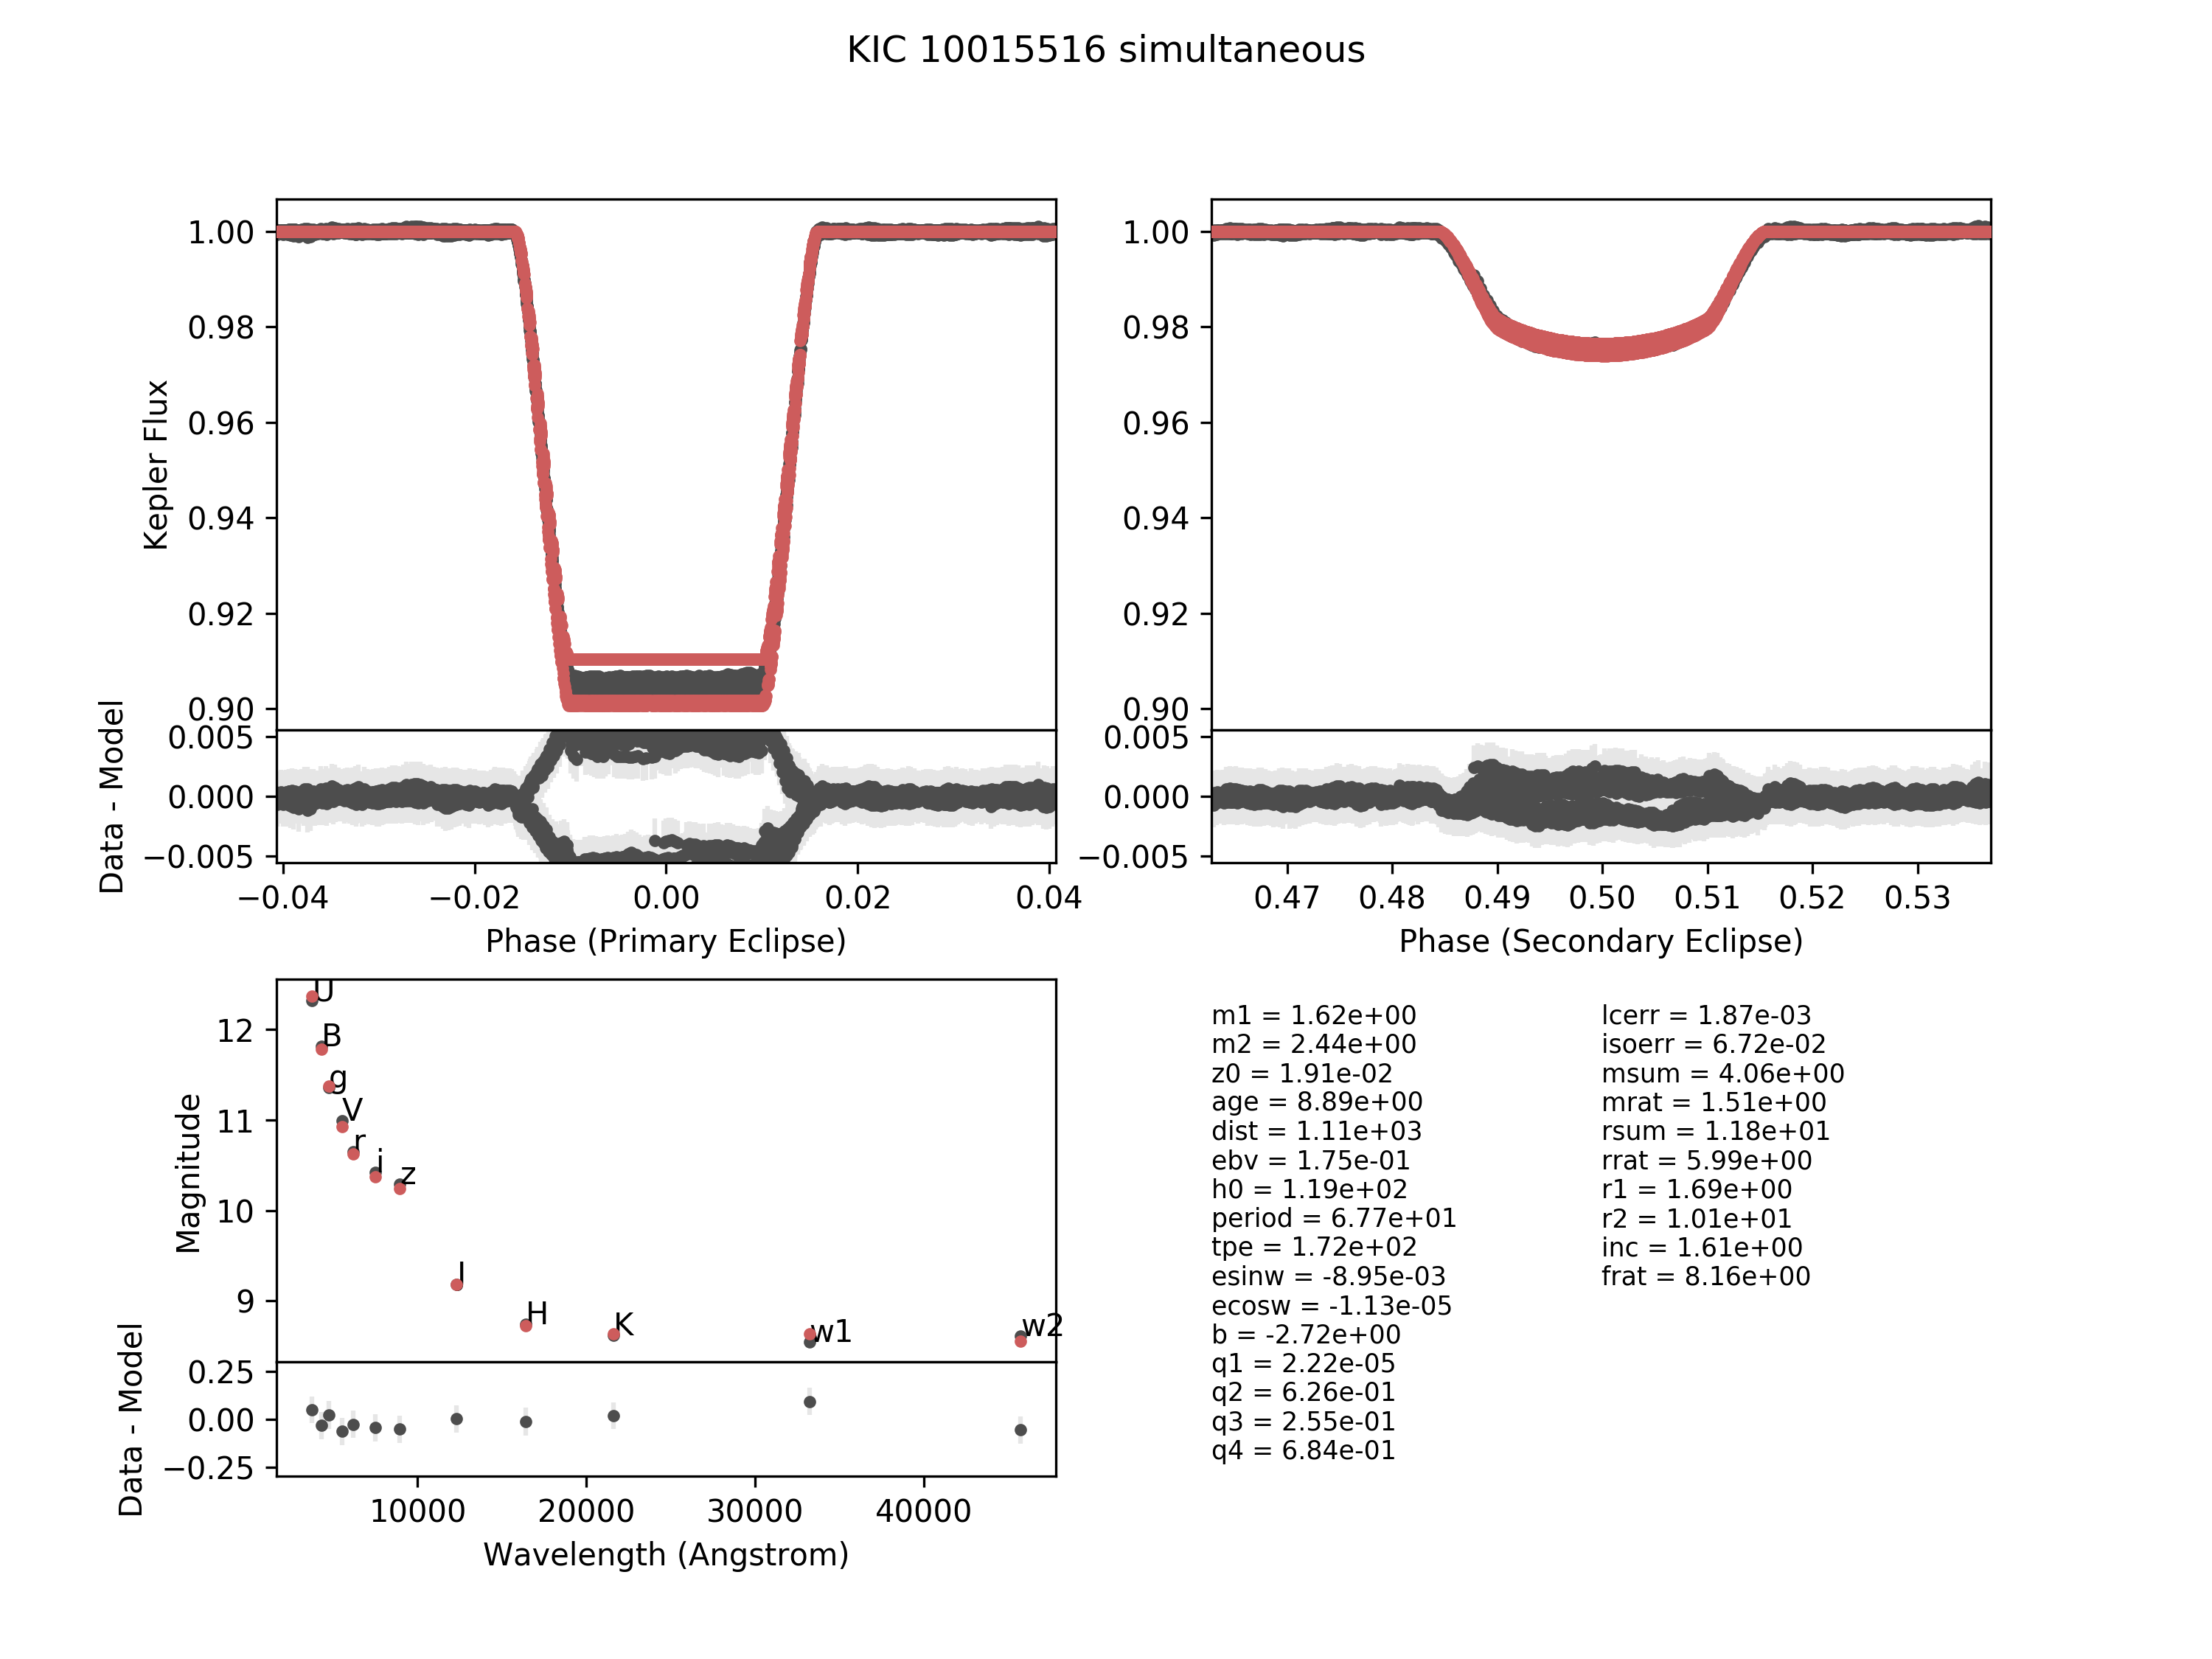 KIC 10015516 simultaneous
Kepler Flux
1.00
0.98
0.96
0.94
0.92
0.90
Data - Model
0.005
0.000
−0.005
−0.04 −0.02 0.00 0.02 0.04
Phase (Primary Eclipse)
1.00
0.98
0.96
0.94
0.92
0.90
0.005
0.000
−0.005
0.47 0.48 0.49 0.50 0.51 0.52 0.53
Phase (Secondary Eclipse)
Magnitude
12
11
10
9
U
B
g
V
r
i
z
J
H
K
w1
w2
Data - Model
0.25
0.00
−0.25
10000 20000 30000 40000
Wavelength (Angstrom)
m1 = 1.62e+00
m2 = 2.44e+00
z0 = 1.91e-02
age = 8.89e+00
dist = 1.11e+03
ebv = 1.75e-01
h0 = 1.19e+02
period = 6.77e+01
tpe = 1.72e+02
esinw = -8.95e-03
ecosw = -1.13e-05
b = -2.72e+00
q1 = 2.22e-05
q2 = 6.26e-01
q3 = 2.55e-01
q4 = 6.84e-01
lcerr = 1.87e-03
isoerr = 6.72e-02
msum = 4.06e+00
mrat = 1.51e+00
rsum = 1.18e+01
rrat = 5.99e+00
r1 = 1.69e+00
r2 = 1.01e+01
inc = 1.61e+00
frat = 8.16e+00